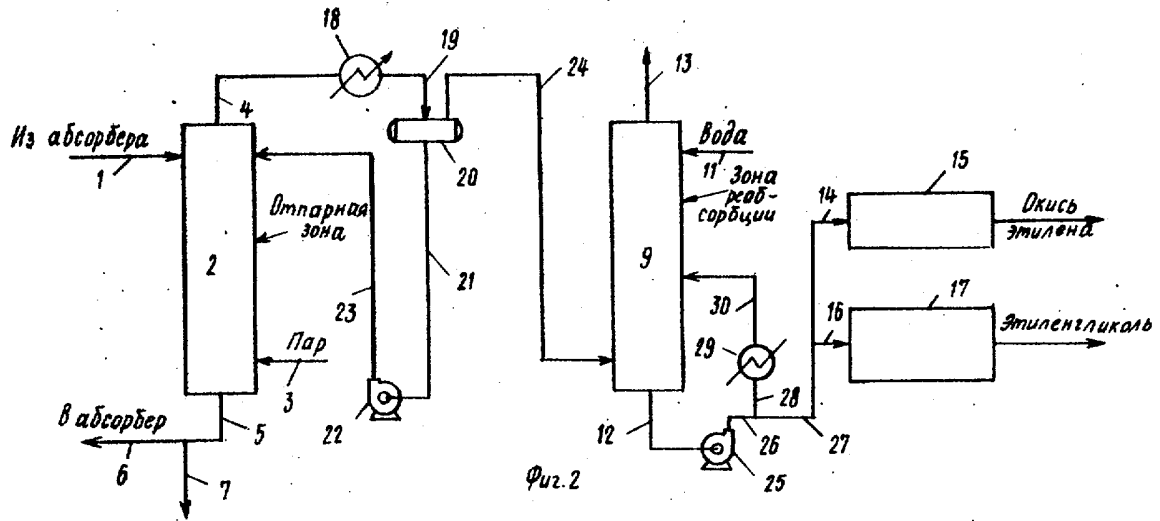 18
19
24
13
4
Из абсорбера
1
20
Вода
11
Зона
реаб-
сорбции
15
14
Окись
этилена
Отпарная
зона
2
9
21
23
30
16
17
Этиленгликоль
Пар
3
29
28
22
В абсорбер
5
6
7
12
26
27
25
Фиг. 2